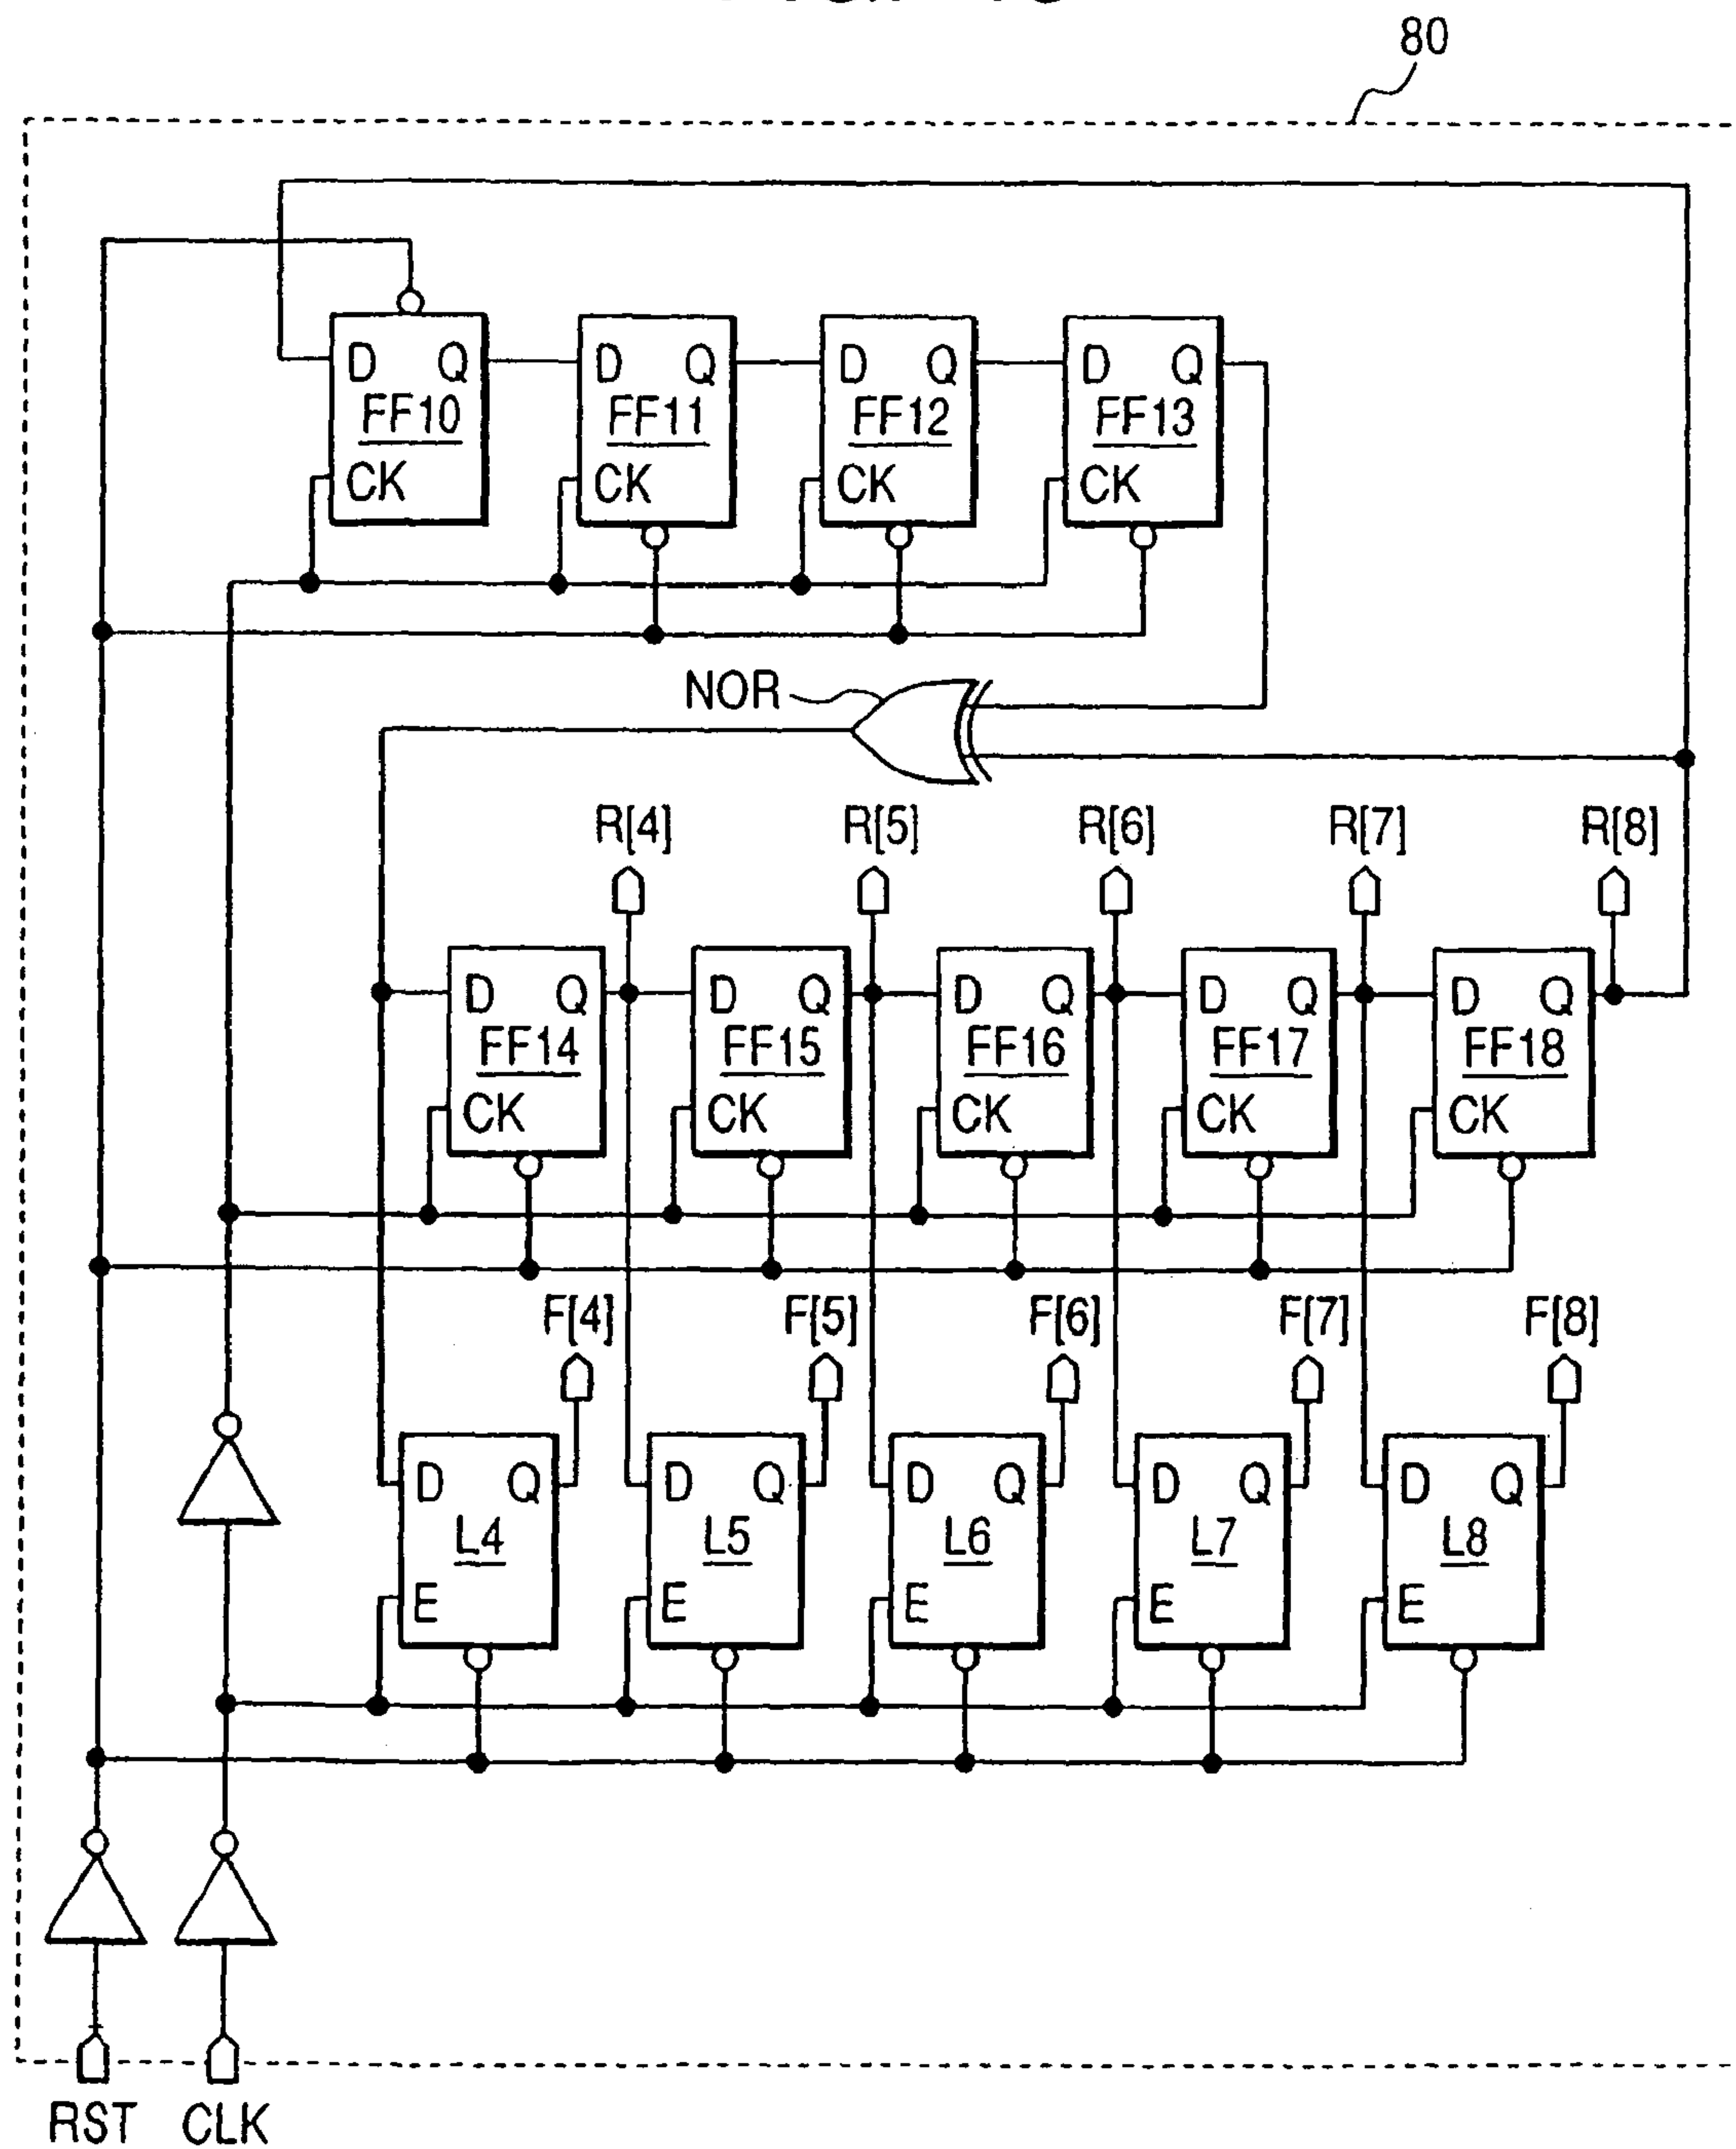 80
D Q D Q D Q D Q
FF10 FF11 FF12 FF13
CK CK CK CK
NOR
R[4] R[5] R[6] R[7] R[8]
D Q D Q D Q D Q D Q
FF14 FF15 FF16 FF17 FF18
CK CK CK CK CK
F[4] F[5] F[6] F[7] F[8]
D Q D Q D Q D Q D Q
L4 L5 L6 L7 L8
E E E E E
RST CLK